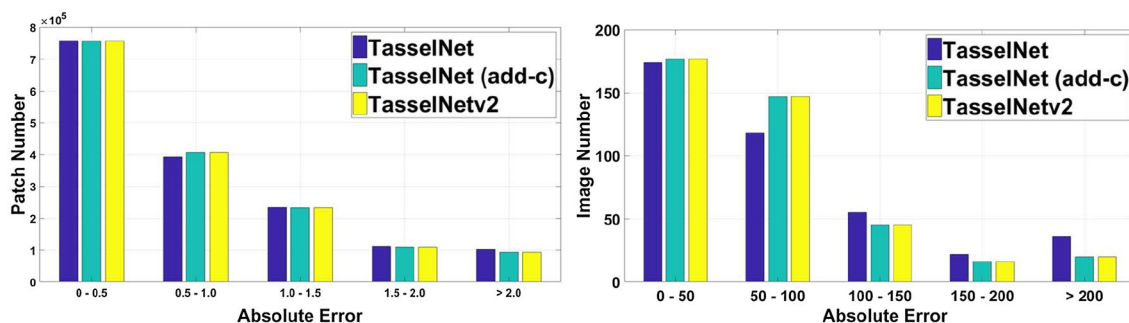 ×10⁵
8
7
6
5
4
3
2
1
0
Patch Number
TasselNet
TasselNet (add-c)
TasselNetv2
0 - 0.5
0.5 - 1.0
1.0 - 1.5
1.5 - 2.0
> 2.0
Absolute Error
200
150
100
50
0
Image Number
TasselNet
TasselNet (add-c)
TasselNetv2
0 - 50
50 - 100
100 - 150
150 - 200
> 200
Absolute Error